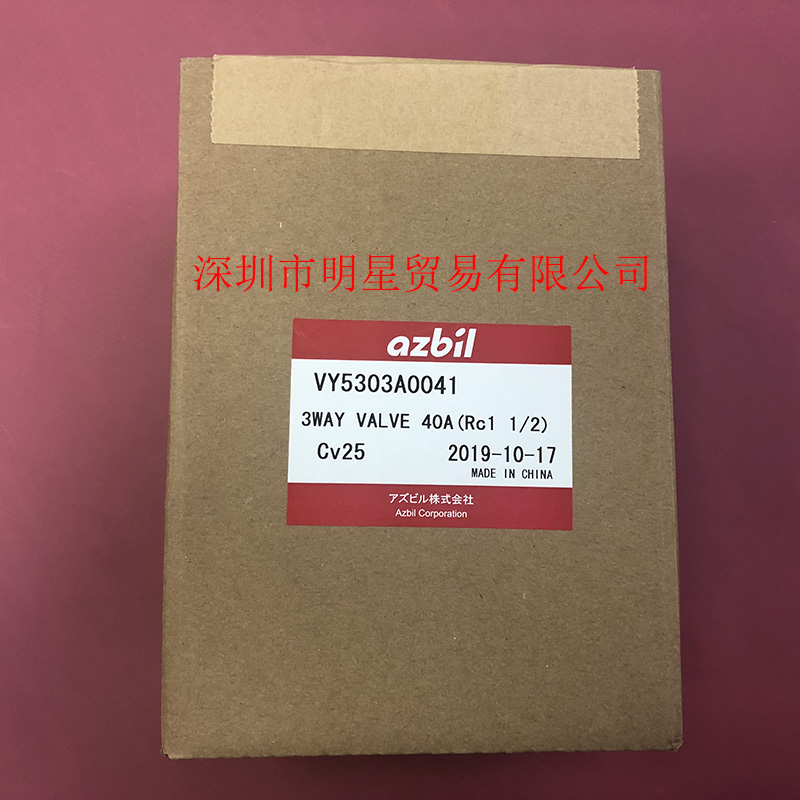 深圳市明星贸易有限公司
azbil
VY5303A0041
3WAY VALVE 40A(Rc1 1/2)
Cv25 2019-10-17
MADE IN CHINA
アズビル株式会社
Azbil Corporation